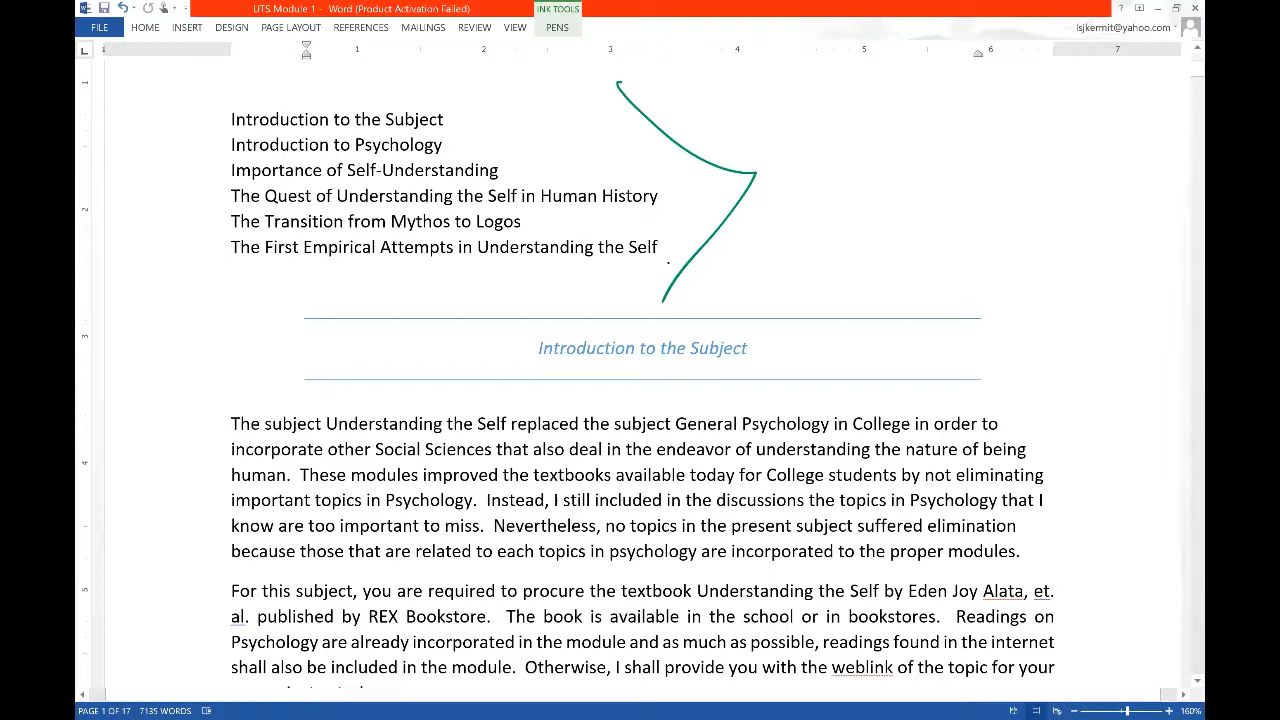 UTS Module 1 - Word (Product Activation Failed)
INK TOOLS
?
FILE HOME INSERT DESIGN PAGE LAYOUT REFERENCES MAILINGS REVIEW VIEW PENS
lsjkermit@yahoo.com
1 1 2 3 4 6 7
Introduction to the Subject
Introduction to Psychology
Importance of Self-Understanding
The Quest of Understanding the Self in Human History
The Transition from Mythos to Logos
The First Empirical Attempts in Understanding the Self
Introduction to the Subject
The subject Understanding the Self replaced the subject General Psychology in College in order to
incorporate other Social Sciences that also deal in the endeavor of understanding the nature of being
human. These modules improved the textbooks available today for College students by not eliminating
important topics in Psychology. Instead, I still included in the discussions the topics in Psychology that I
know are too important to miss. Nevertheless, no topics in the present subject suffered elimination
because those that are related to each topics in psychology are incorporated to the proper modules.
For this subject, you are required to procure the textbook Understanding the Self by Eden Joy Alata, et.
al. published by REX Bookstore. The book is available in the school or in bookstores. Readings on
Psychology are already incorporated in the module and as much as possible, readings found in the internet
shall also be included in the module. Otherwise, I shall provide you with the weblink of the topic for your
1
2
3
4
5
PAGE 1 OF 17 7135 WORDS
160%